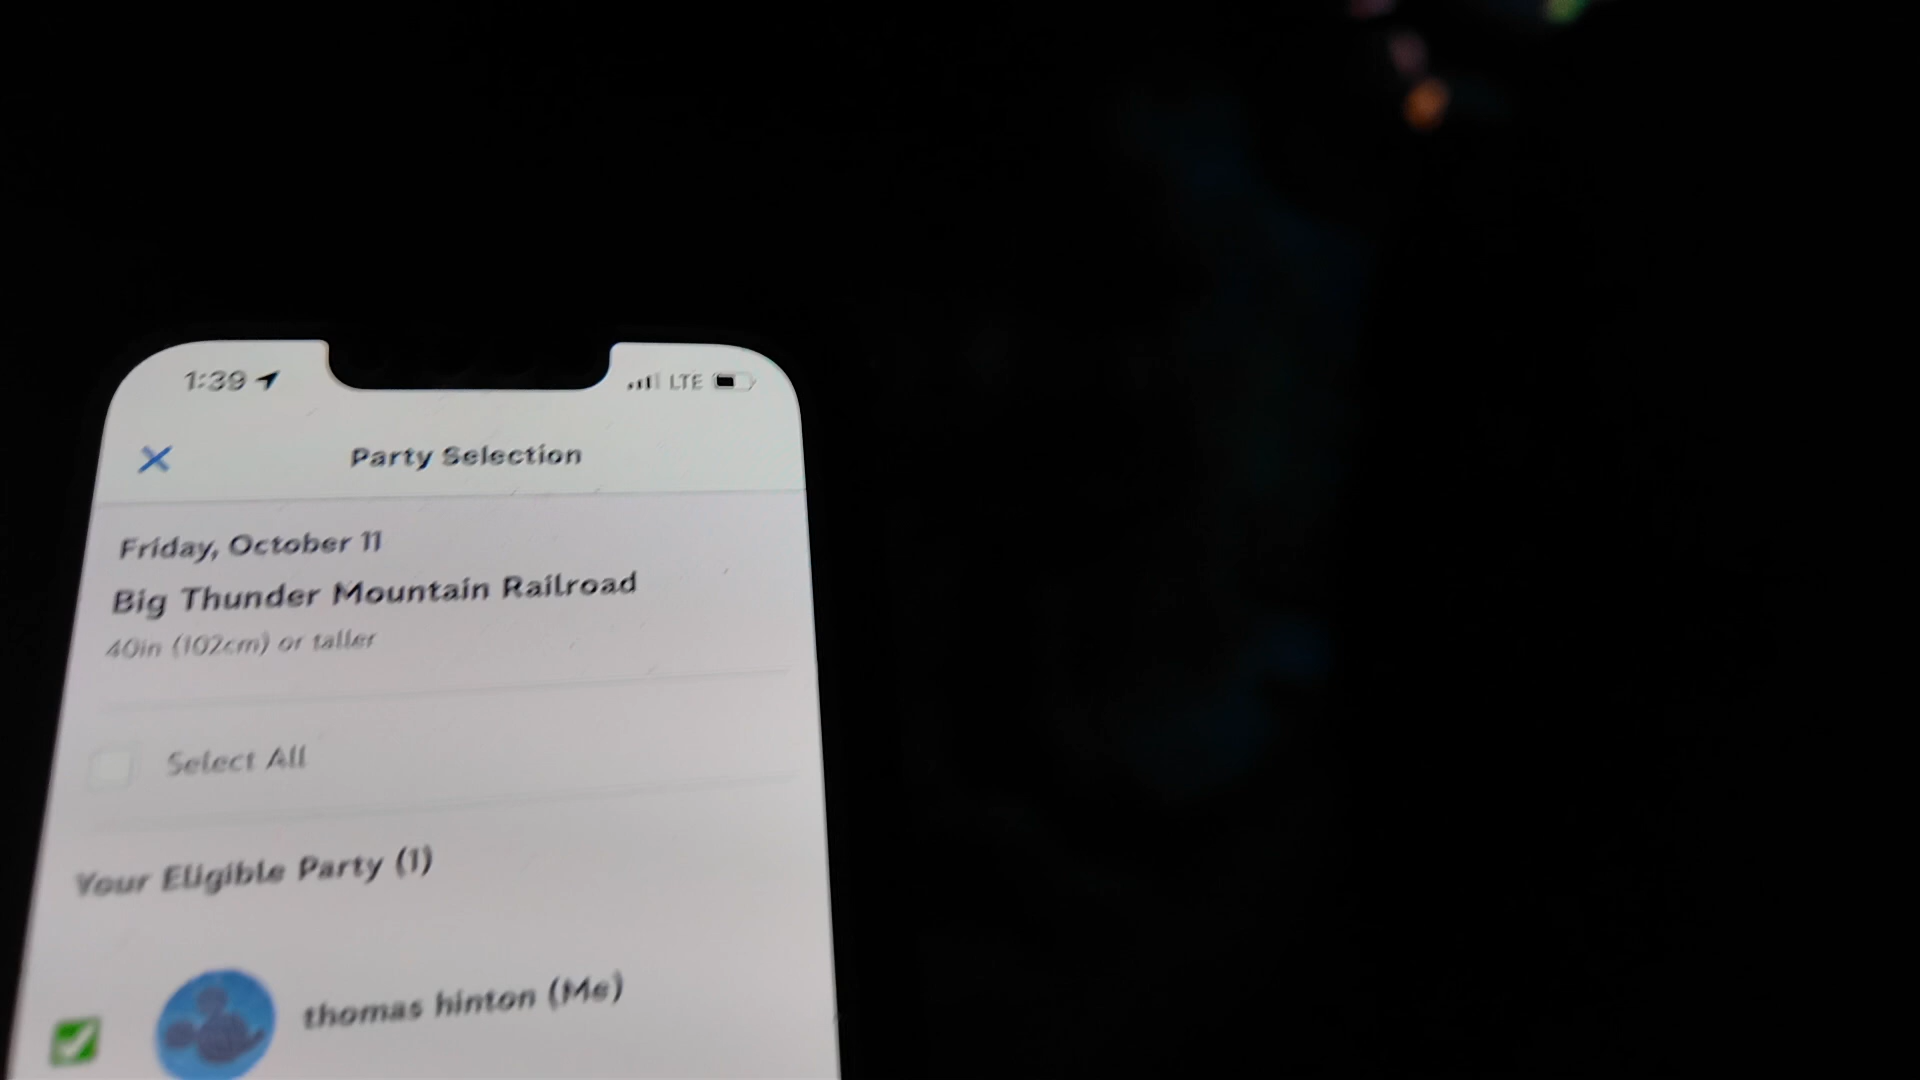 1:39
LTE
Party Selection
Friday, October 11
Big Thunder Mountain Railroad
40in (102cm) or taller
Select All
Your Eligible Party (1)
thomas hinton (Me)